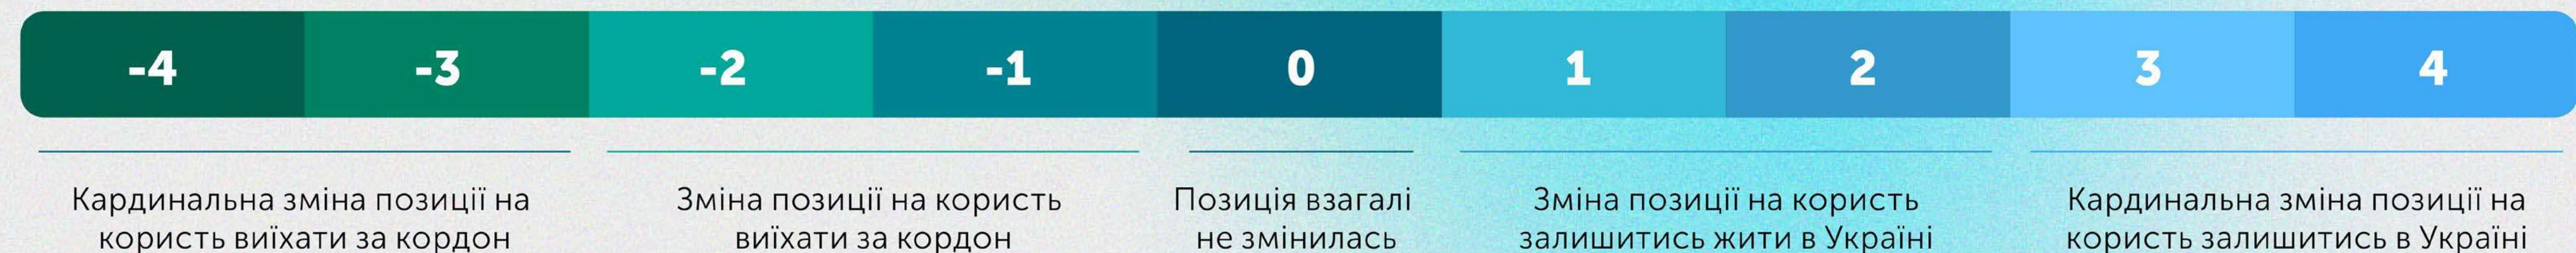 -4 -3 -2 -1 0 1 2 3 4
Кардинальна зміна позиції на
користь виїхати за кордон
Зміна позиції на користь
виїхати за кордон
Позиція взагалі
не змінилась
Зміна позиції на користь
залишитись жити в Україні
Кардинальна зміна позиції на
користь залишитись в Україні